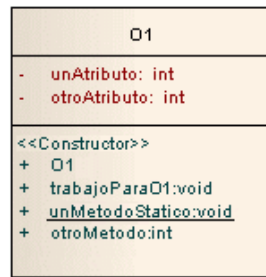 O1
- unAtributo: int
- otroAtributo: int
<<Constructor>>
+ O1
+ trabajoParaO1:void
+ unMetodoStatico:void
+ otroMetodo:int